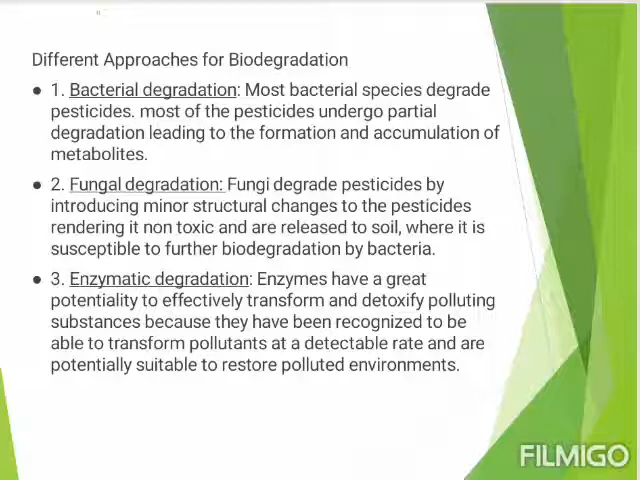 Different Approaches for Biodegradation
● 1. Bacterial degradation: Most bacterial species degrade
pesticides. most of the pesticides undergo partial
degradation leading to the formation and accumulation of
metabolites.
● 2. Fungal degradation: Fungi degrade pesticides by
introducing minor structural changes to the pesticides
rendering it non toxic and are released to soil, where it is
susceptible to further biodegradation by bacteria.
● 3. Enzymatic degradation: Enzymes have a great
potentiality to effectively transform and detoxify polluting
substances because they have been recognized to be
able to transform pollutants at a detectable rate and are
potentially suitable to restore polluted environments.
FILMIGO